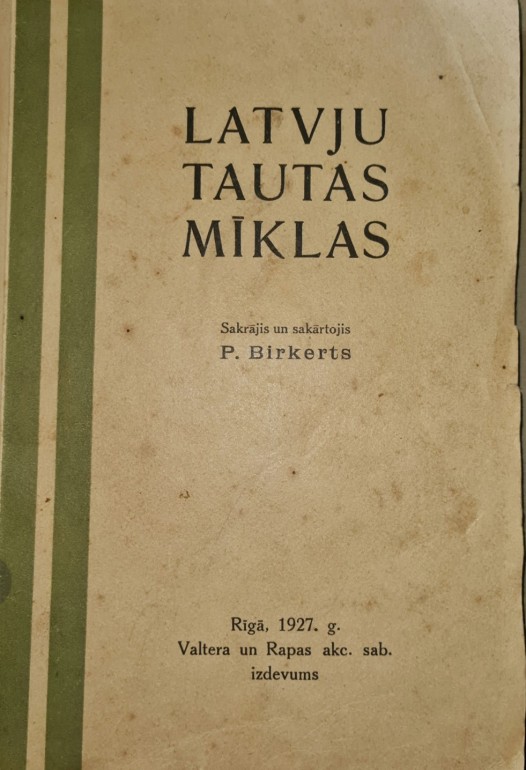 LATVJU
TAUTAS
MĪKLAS
Sakrājis un sakārtojis
P. Birkerts
Rīgā, 1927. g.
Valtera un Rapas akc. sab.
izdevums